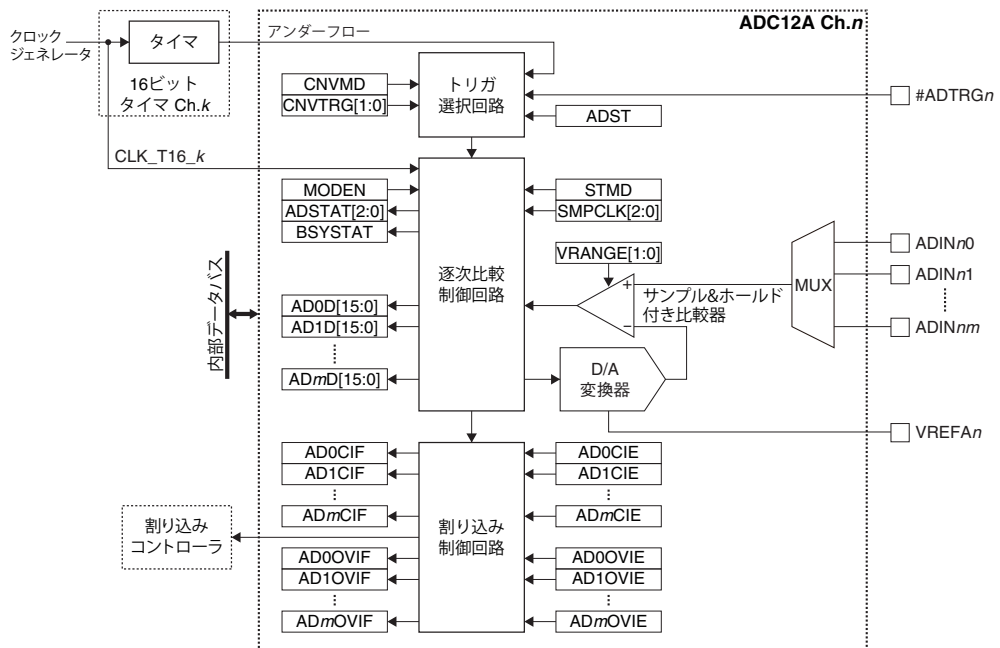 ADC12A Ch.n
クロック
ジェネレータ
タイマ
アンダーフロー
16ビット
タイマ Ch.k
CNVMD
CNVTRG[1:0]
トリガ
選択回路
ADST
#ADTRGn
CLK_T16_k
MODEN
ADSTAT[2:0]
BSYSTAT
STMD
SMPCLK[2:0]
VRANGE[1:0]
逐次比較
制御回路
+
−
サンプル&ホールド
付き比較器
MUX
ADINn0
ADINn1
ADINnm
内部データバス
AD0D[15:0]
AD1D[15:0]
ADmD[15:0]
D/A
変換器
VREFAn
AD0CIF
AD1CIF
ADmCIF
AD0CIE
AD1CIE
ADmCIE
割り込み
コントローラ
割り込み
制御回路
AD0OVIF
AD1OVIF
ADmOVIF
AD0OVIE
AD1OVIE
ADmOVIE